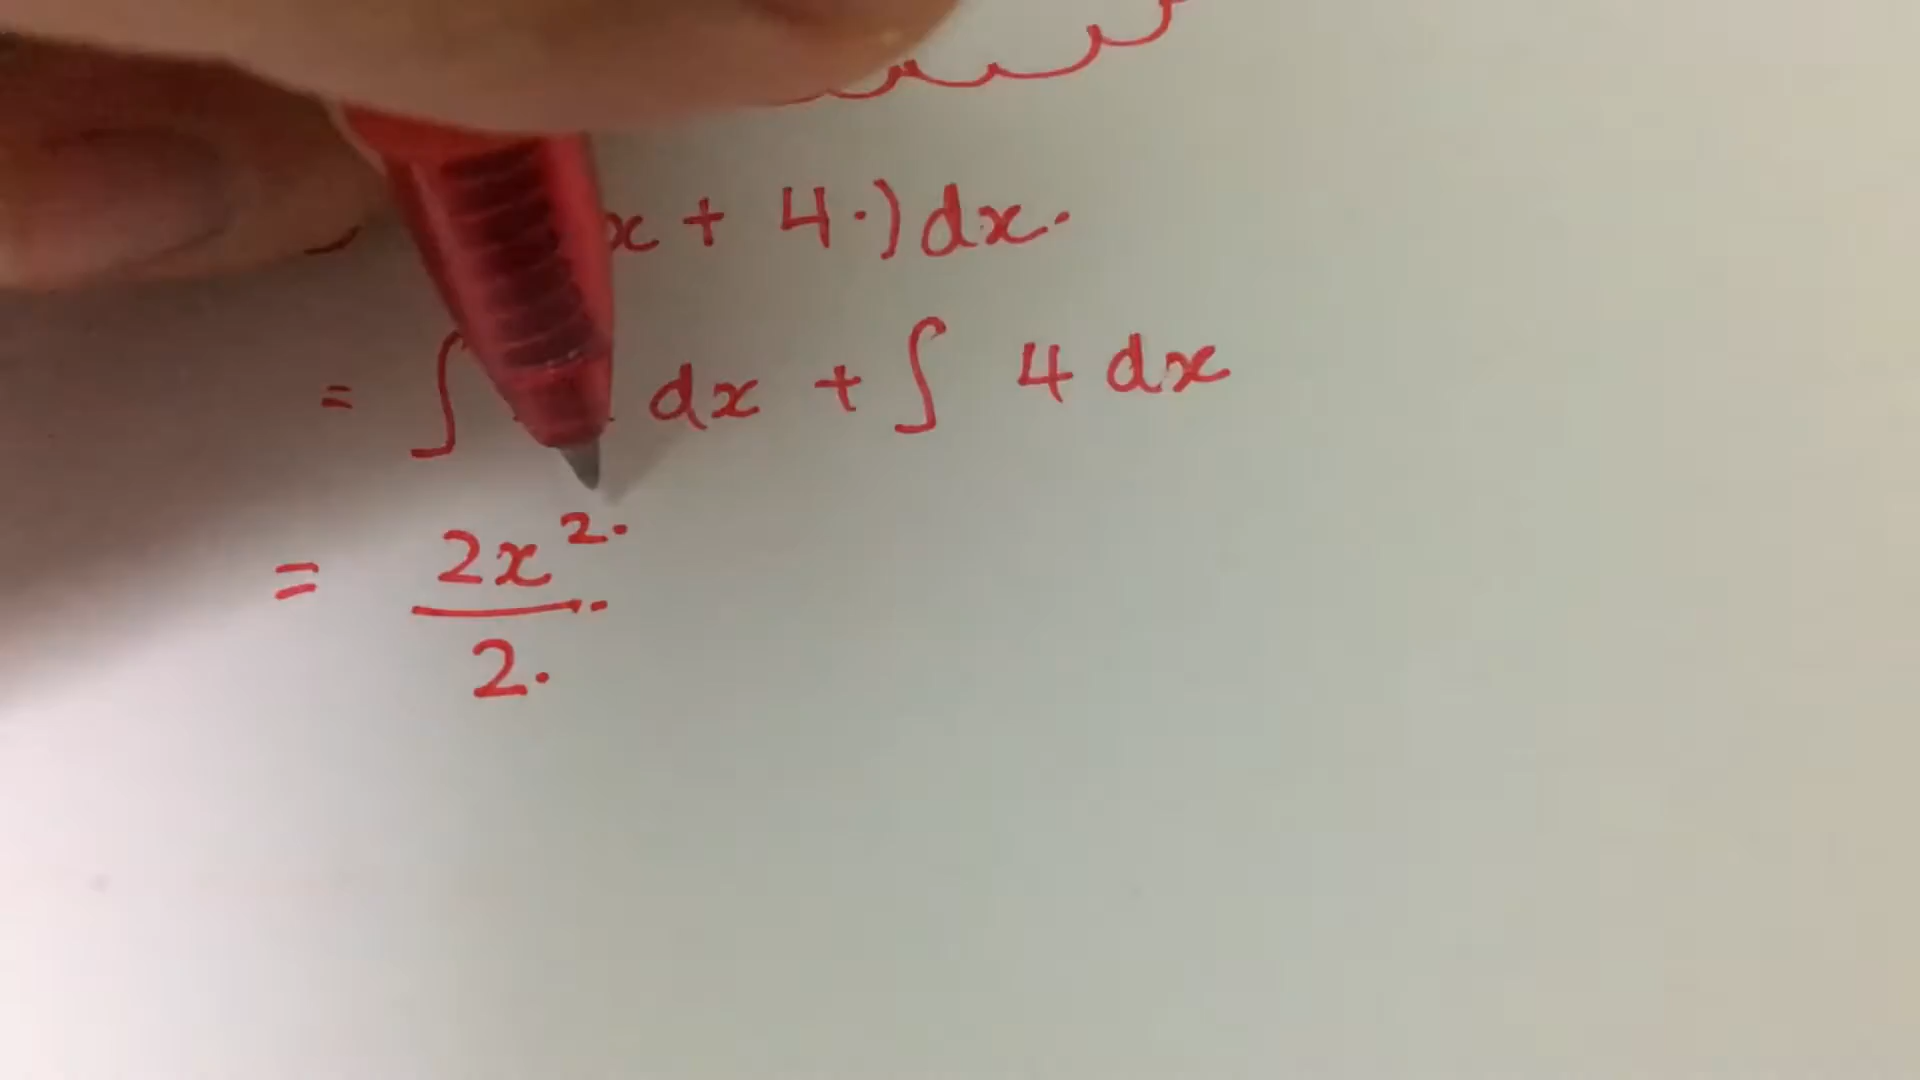 x + 4.) dx.
= ∫ dx + ∫ 4 dx
= 2x²·
2.